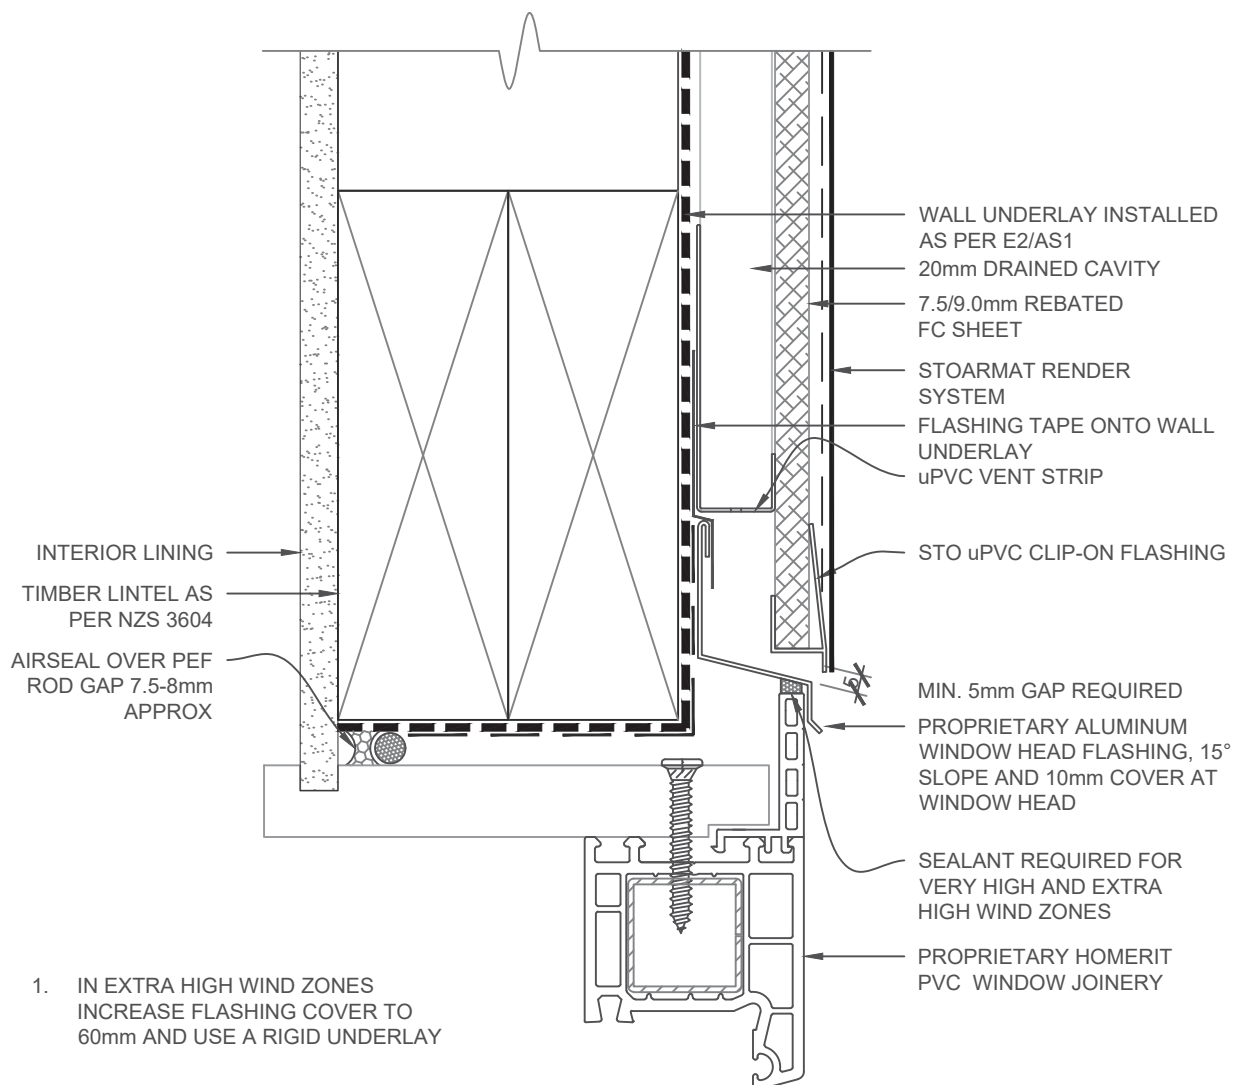 WALL UNDERLAY INSTALLED
AS PER E2/AS1
20mm DRAINED CAVITY
7.5/9.0mm REBATED
FC SHEET
STOARMAT RENDER
SYSTEM
FLASHING TAPE ONTO WALL
UNDERLAY
uPVC VENT STRIP
INTERIOR LINING
STO uPVC CLIP-ON FLASHING
TIMBER LINTEL AS
PER NZS 3604
AIRSEAL OVER PEF
ROD GAP 7.5-8mm
APPROX
5
MIN. 5mm GAP REQUIRED
PROPRIETARY ALUMINUM
WINDOW HEAD FLASHING, 15°
SLOPE AND 10mm COVER AT
WINDOW HEAD
SEALANT REQUIRED FOR
VERY HIGH AND EXTRA
HIGH WIND ZONES
PROPRIETARY HOMERIT
PVC  WINDOW JOINERY
1. IN EXTRA HIGH WIND ZONES
INCREASE FLASHING COVER TO
60mm AND USE A RIGID UNDERLAY